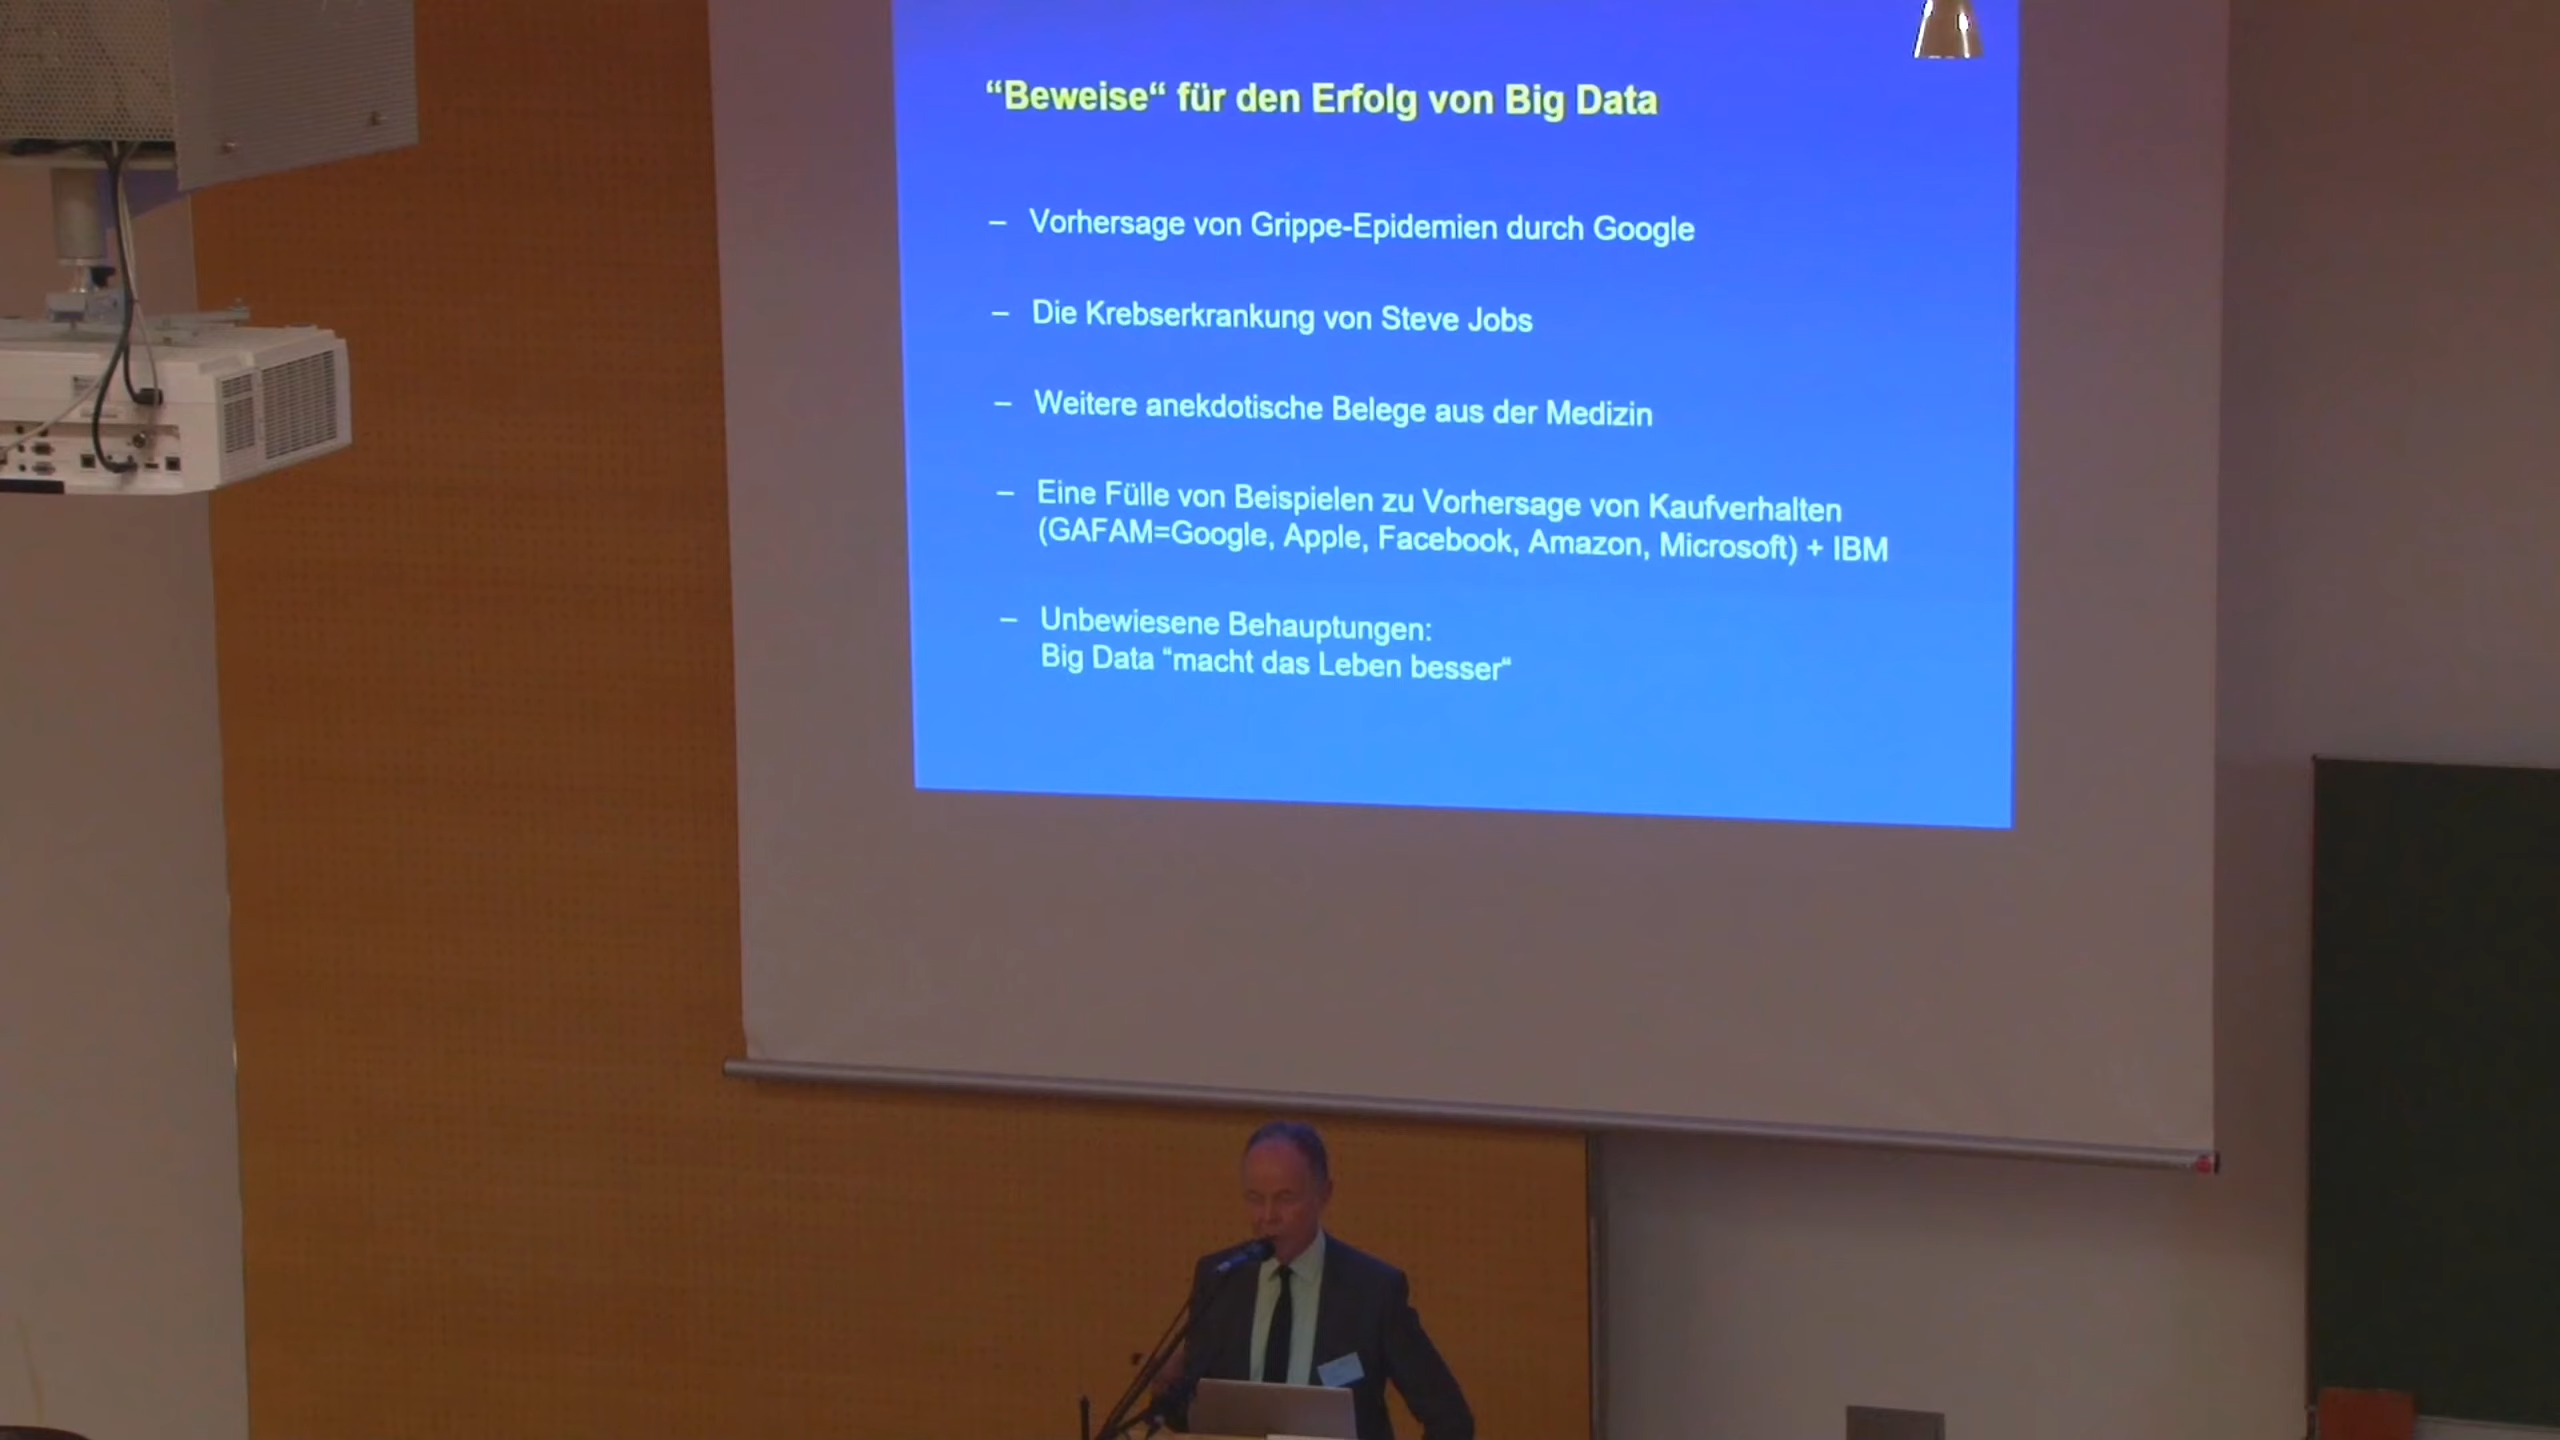 “Beweise“ für den Erfolg von Big Data
– Vorhersage von Grippe-Epidemien durch Google
– Die Krebserkrankung von Steve Jobs
– Weitere anekdotische Belege aus der Medizin
– Eine Fülle von Beispielen zu Vorhersage von Kaufverhalten
(GAFAM=Google, Apple, Facebook, Amazon, Microsoft) + IBM
– Unbewiesene Behauptungen:
Big Data “macht das Leben besser“